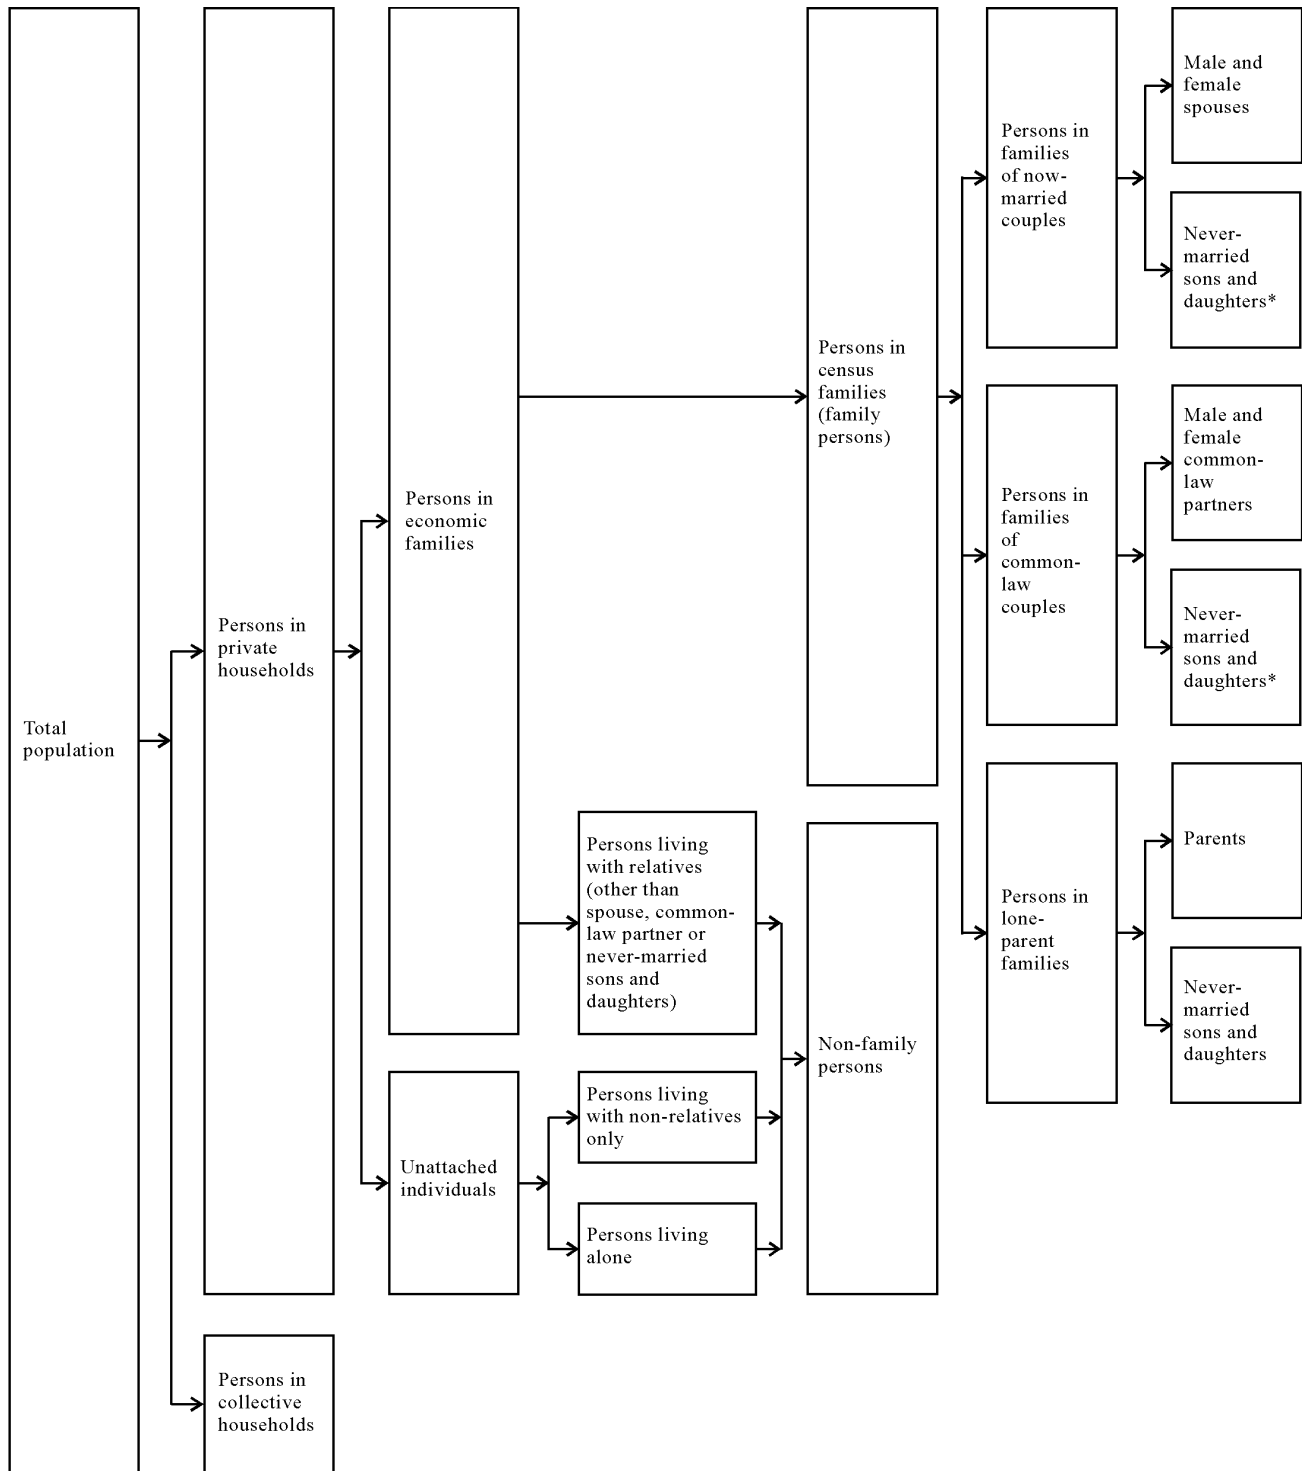 Total
population
Persons in
private
households
Persons in
collective
households
Persons in
economic
families
Unattached
individuals
Persons living
with relatives
(other than
spouse, common-
law partner or
never-married
sons and
daughters)
Persons living
with non-relatives
only
Persons living
alone
Persons in
census
families
(family
persons)
Non-family
persons
Persons in
families
of now-
married
couples
Persons in
families
of
common-
law
couples
Persons in
lone-
parent
families
Male and
female
spouses
Never-
married
sons and
daughters*
Male and
female
common-
law
partners
Never-
married
sons and
daughters*
Parents
Never-
married
sons and
daughters